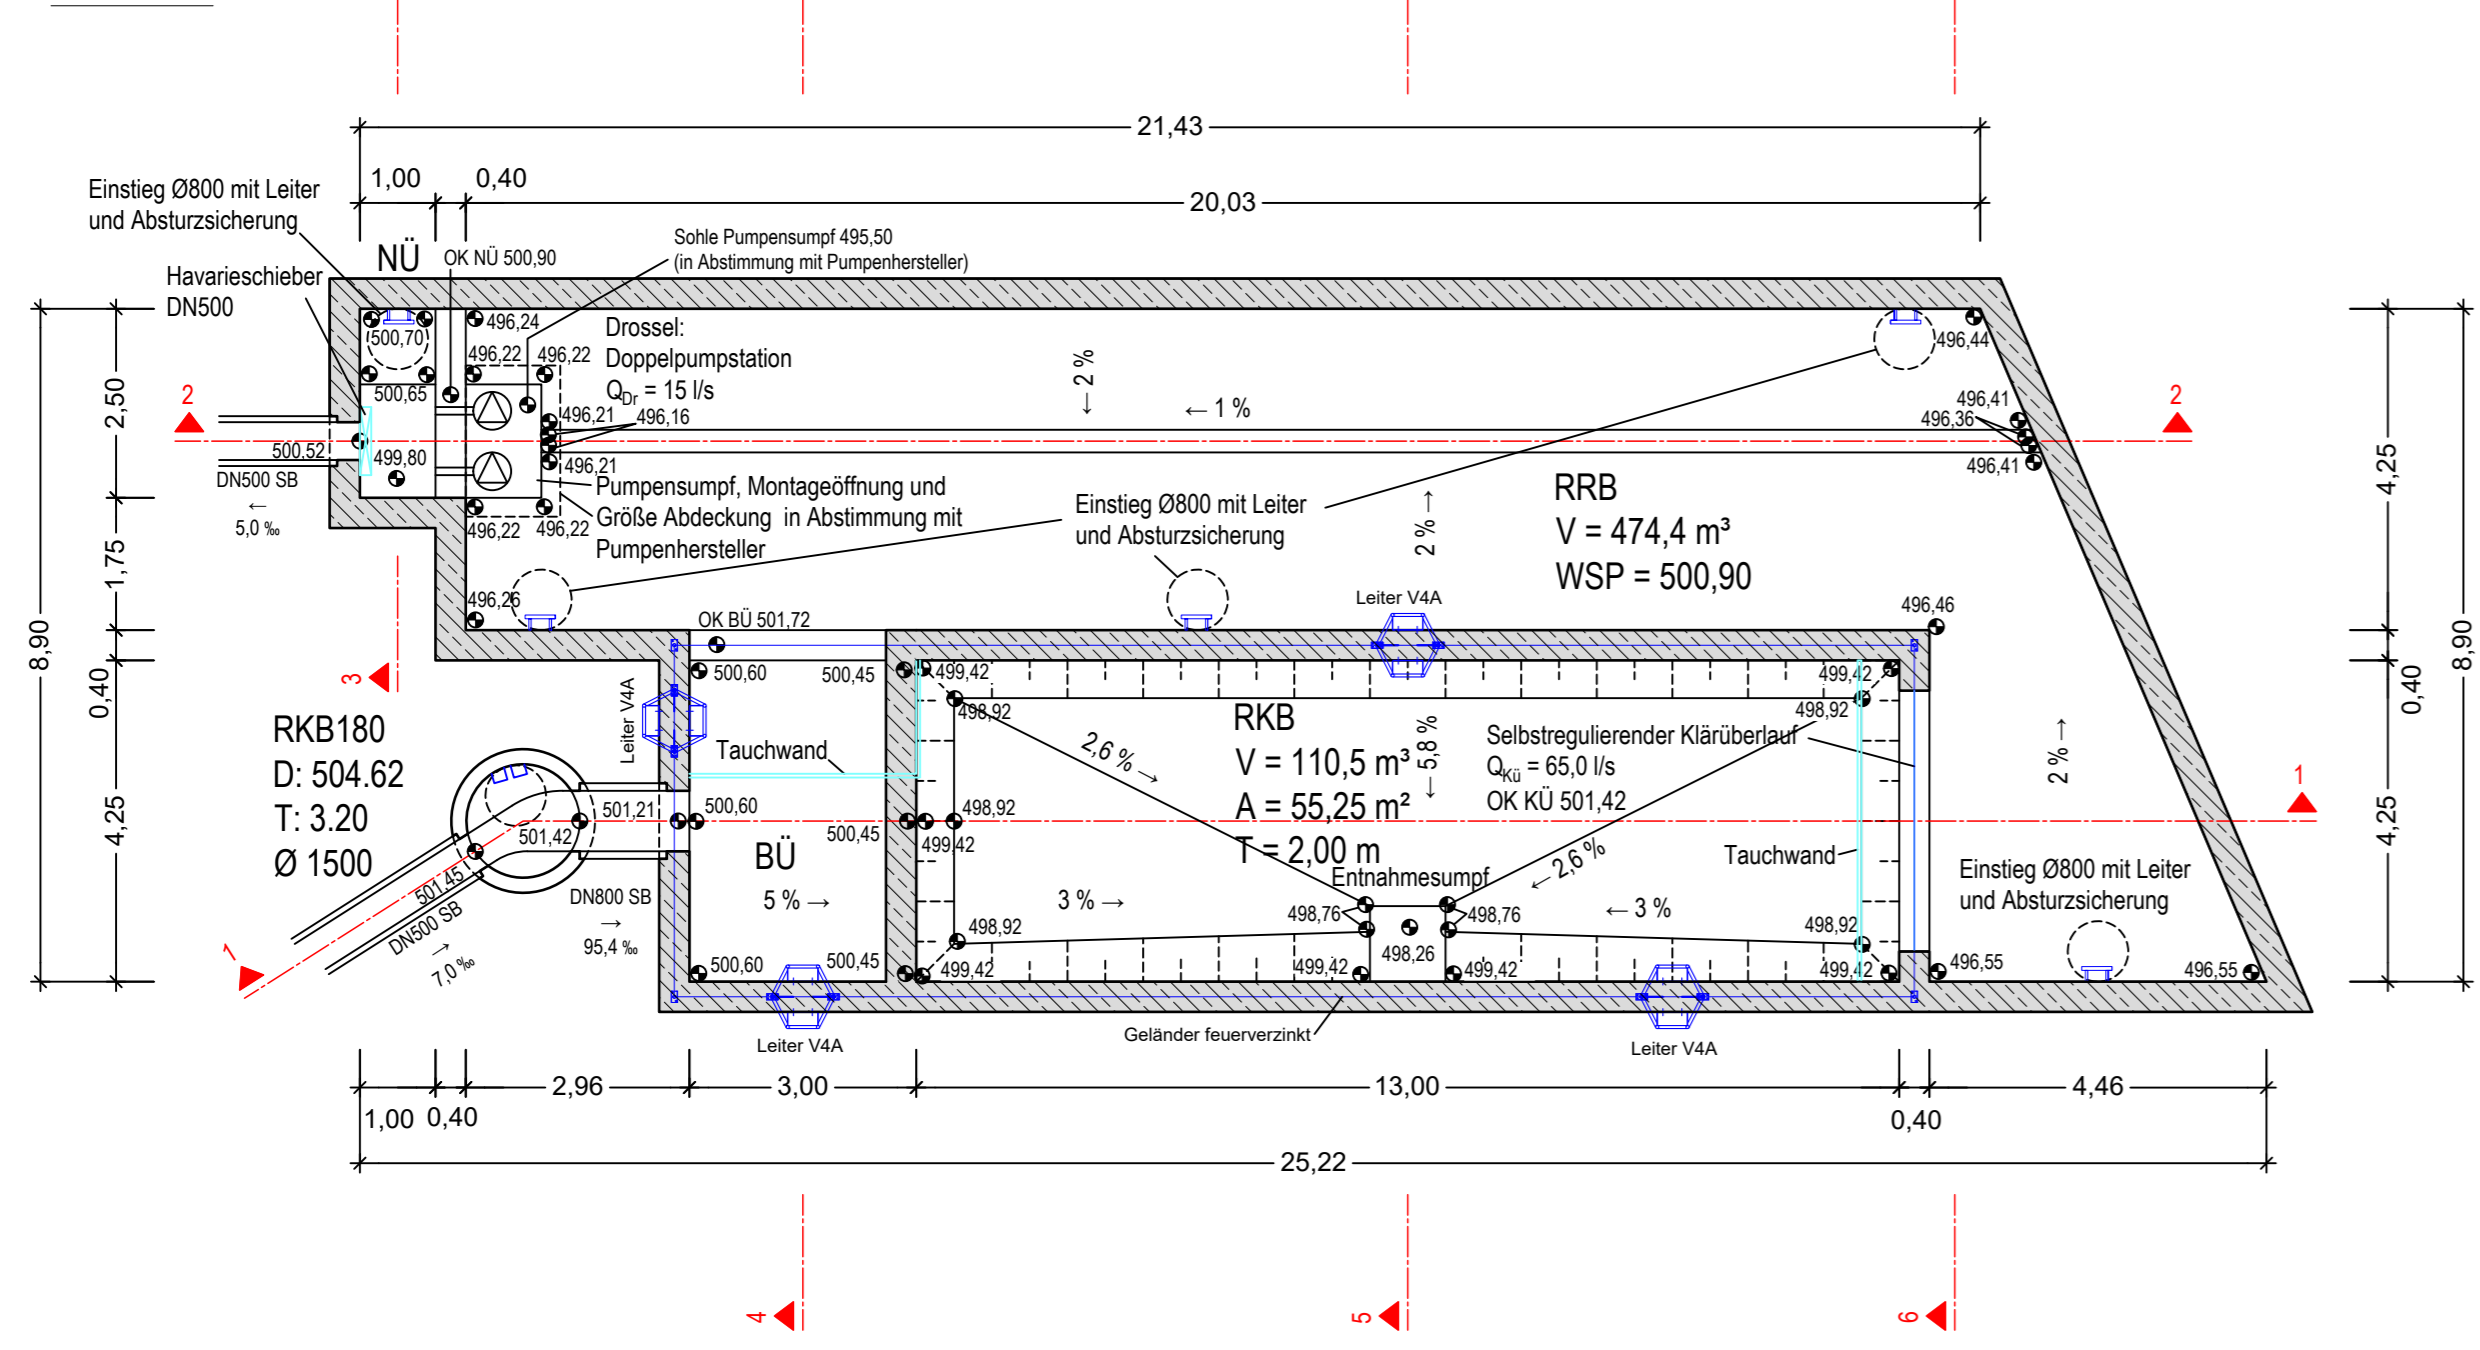 21,43
1,00
0,40
20,03
Einstieg Ø800 mit Leiter
und Absturzsicherung
NÜ
OK NÜ 500,90
Sohle Pumpensumpf 495,50
(in Abstimmung mit Pumpenhersteller)
Havarieschieber
DN500
500,70
496,24
Drossel:
Doppelpumpstation
Q_Dr = 15 l/s
496,22
496,22
500,65
2 %
← 1 %
496,44
2
2
496,21
496,16
496,41
496,36
496,41
500,52
499,80
496,21
DN500 SB
←
5,0 ‰
Pumpensumpf, Montageöffnung und
Größe Abdeckung in Abstimmung mit
Pumpenhersteller
496,22
496,22
Einstieg Ø800 mit Leiter
und Absturzsicherung
2 % →
RRB
V = 474,4 m³
WSP = 500,90
8,90
2,50
1,75
0,40
4,25
4,25
0,40
4,25
8,90
496,26
OK BÜ 501,72
Leiter V4A
496,46
3
500,60
500,45
499,42
499,42
498,92
498,92
Leiter V4A
RKB180
D: 504.62
T: 3.20
Ø 1500
Tauchwand
2,6 % →
RKB
V = 110,5 m³
A = 55,25 m²
T = 2,00 m
← 5,8 %
Selbstregulierender Klärüberlauf
Q_Kü = 65,0 l/s
OK KÜ 501,42
2 % →
1
501,21
501,42
500,60
500,45
499,42
498,92
BÜ
Tauchwand
← 2,6 %
Entnahmesumpf
Einstieg Ø800 mit Leiter
und Absturzsicherung
501,45
DN500 SB
→
7,0 ‰
1
DN800 SB
→
95,4 ‰
5 % →
3 % →
498,76
498,76
← 3 %
498,92
498,26
498,92
500,60
500,45
499,42
499,42
499,42
499,42
496,55
496,55
Leiter V4A
Geländer feuerverzinkt
Leiter V4A
2,96
3,00
13,00
4,46
1,00
0,40
0,40
25,22
4
5
6